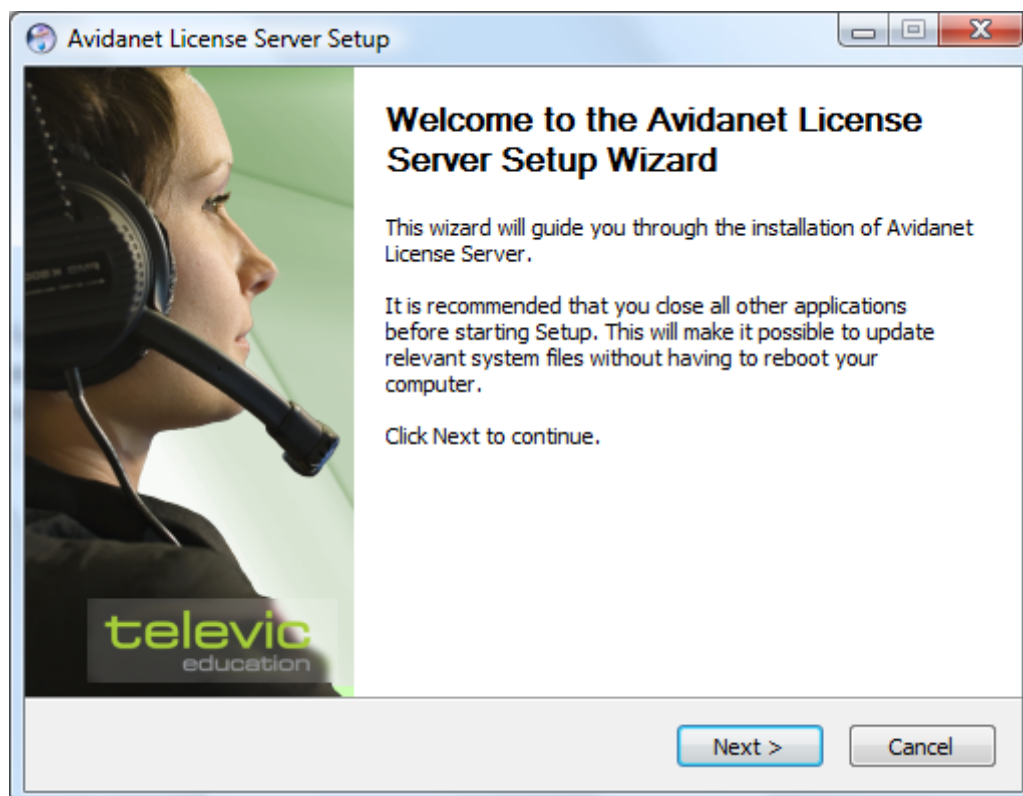 Avidanet License Server Setup
Welcome to the Avidanet License
Server Setup Wizard
This wizard will guide you through the installation of Avidanet
License Server.
It is recommended that you close all other applications
before starting Setup. This will make it possible to update
relevant system files without having to reboot your
computer.
Click Next to continue.
televic
education
Next >
Cancel